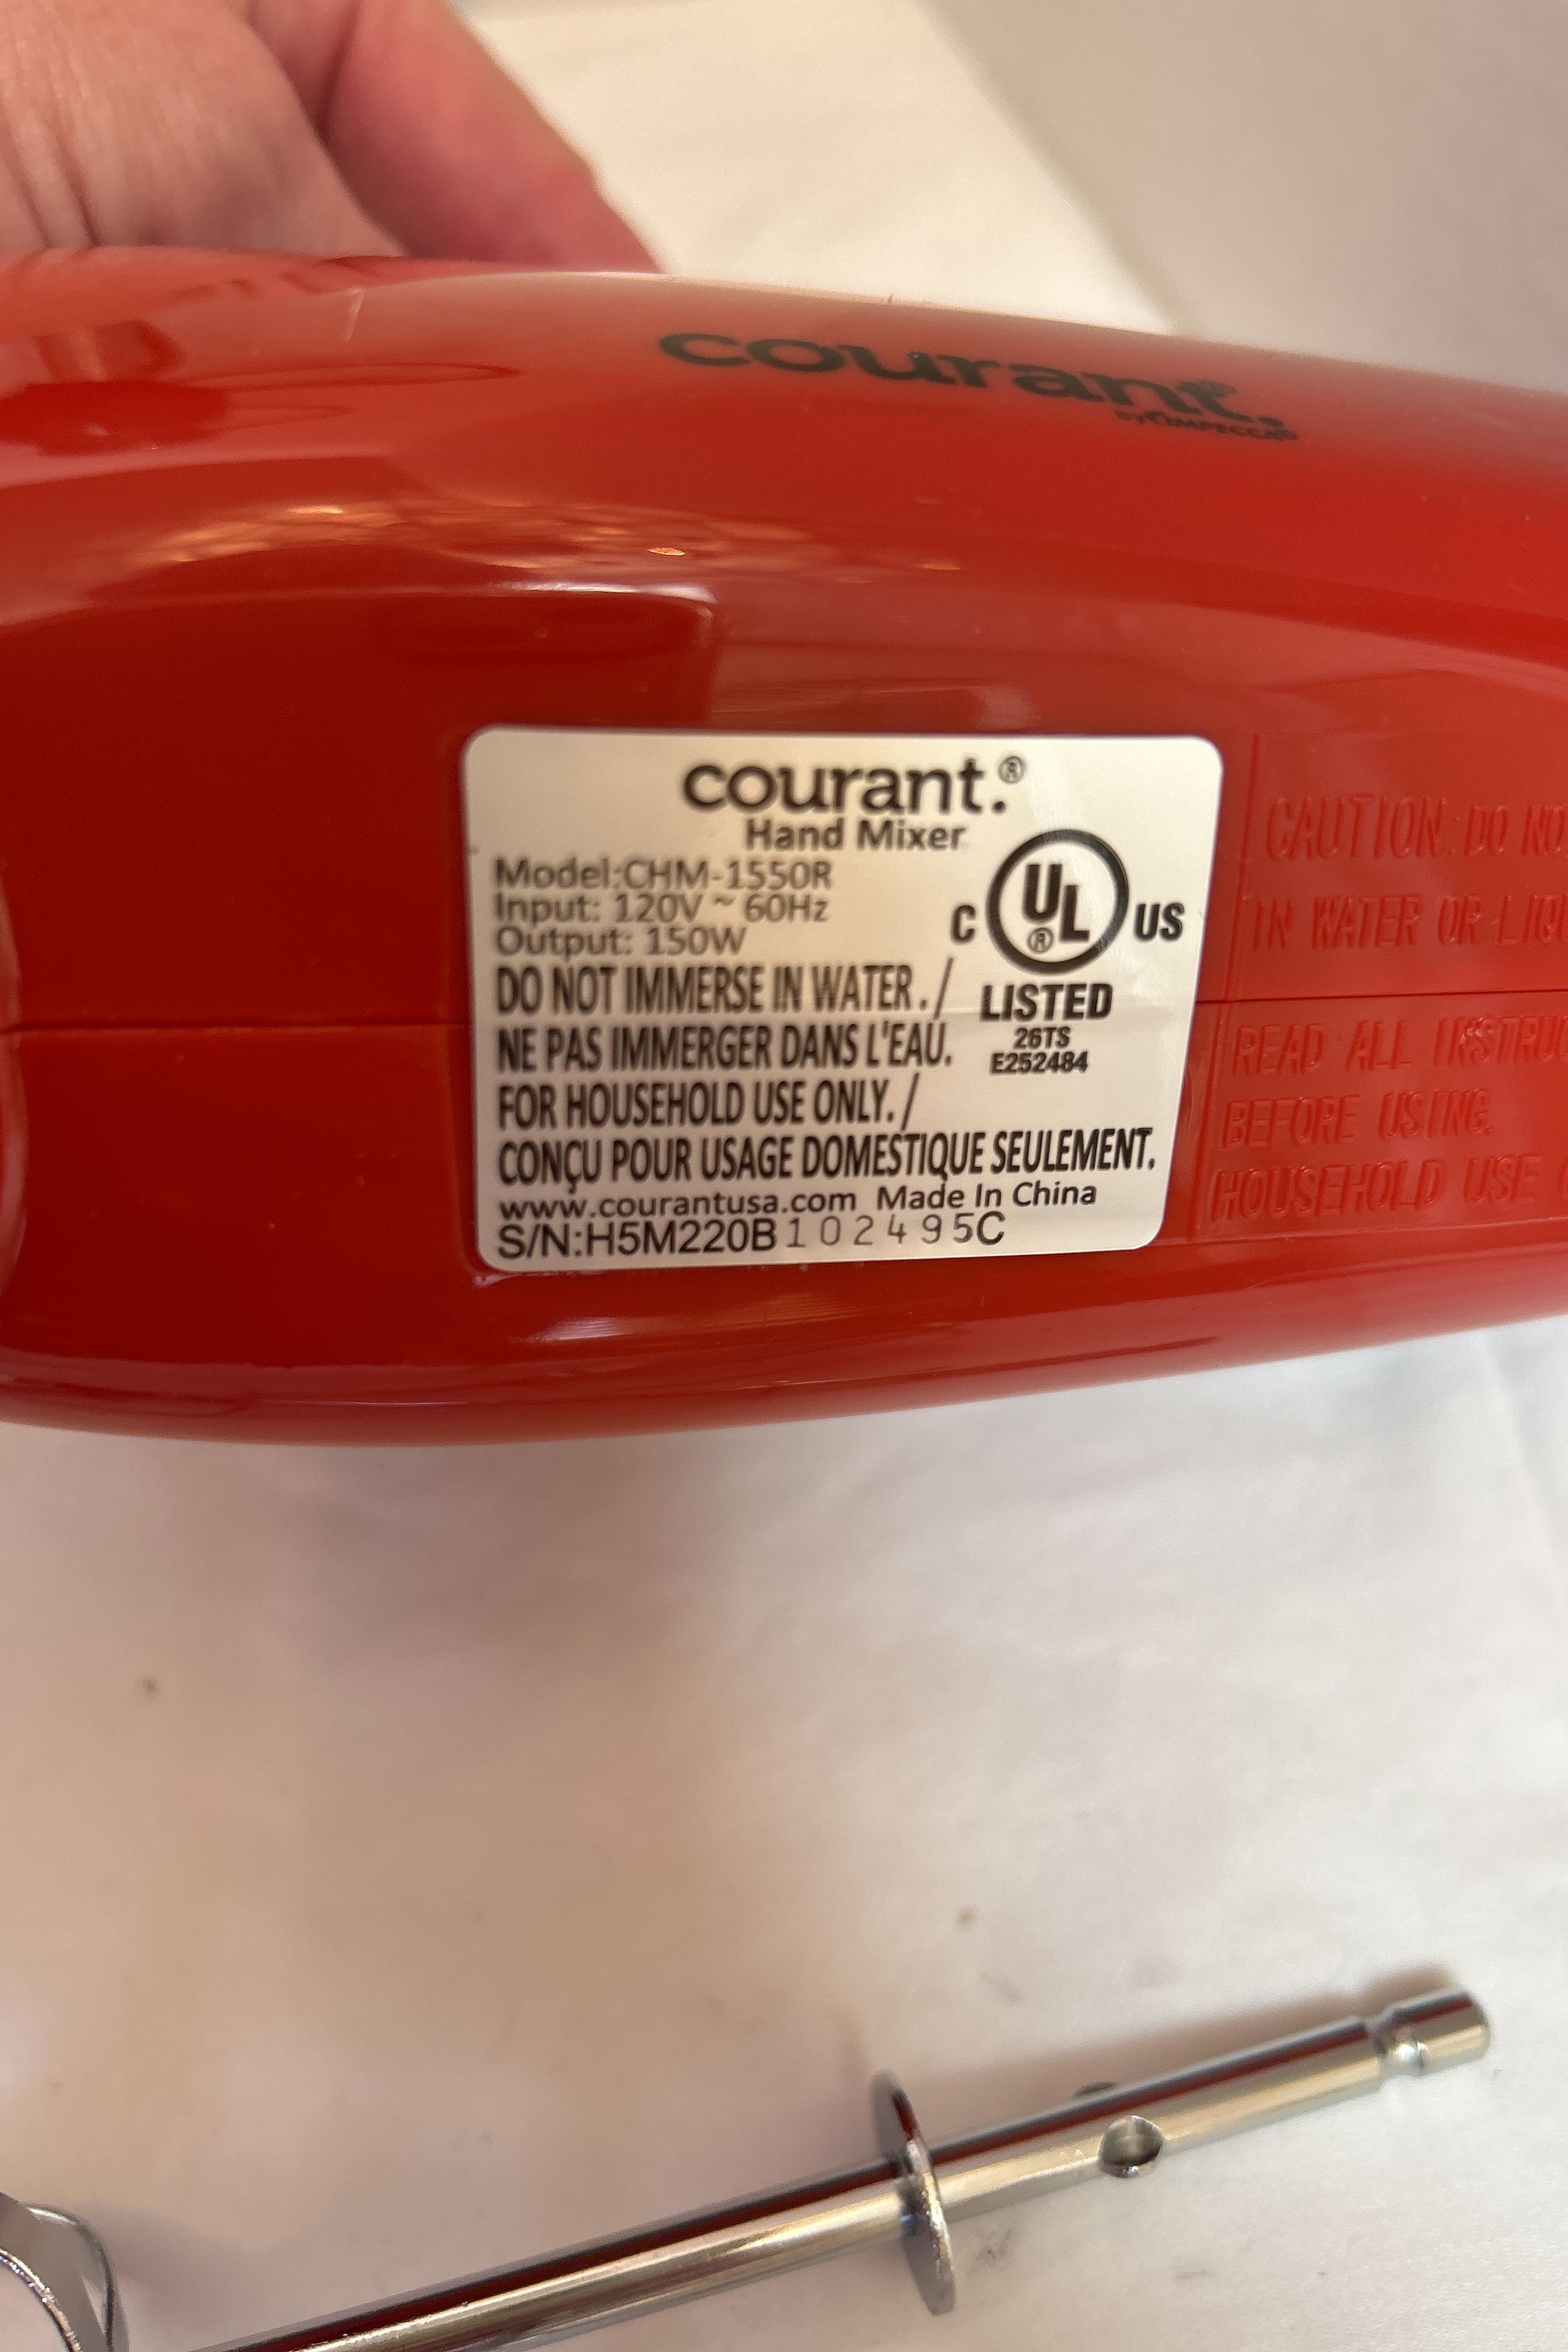 courant.®
by IMPECCA®
courant.®
Hand Mixer
Model:CHM-1550R
Input: 120V ~ 60Hz
Output: 150W
C UL® US
LISTED
26TS
E252484
DO NOT IMMERSE IN WATER. /
NE PAS IMMERGER DANS L'EAU.
FOR HOUSEHOLD USE ONLY. /
CONÇU POUR USAGE DOMESTIQUE SEULEMENT.
www.courantusa.com Made In China
S/N:H5M220B102495C
CAUTION: DO NO
IN WATER OR LIQU
READ ALL INSTRUC
BEFORE USING.
HOUSEHOLD USE